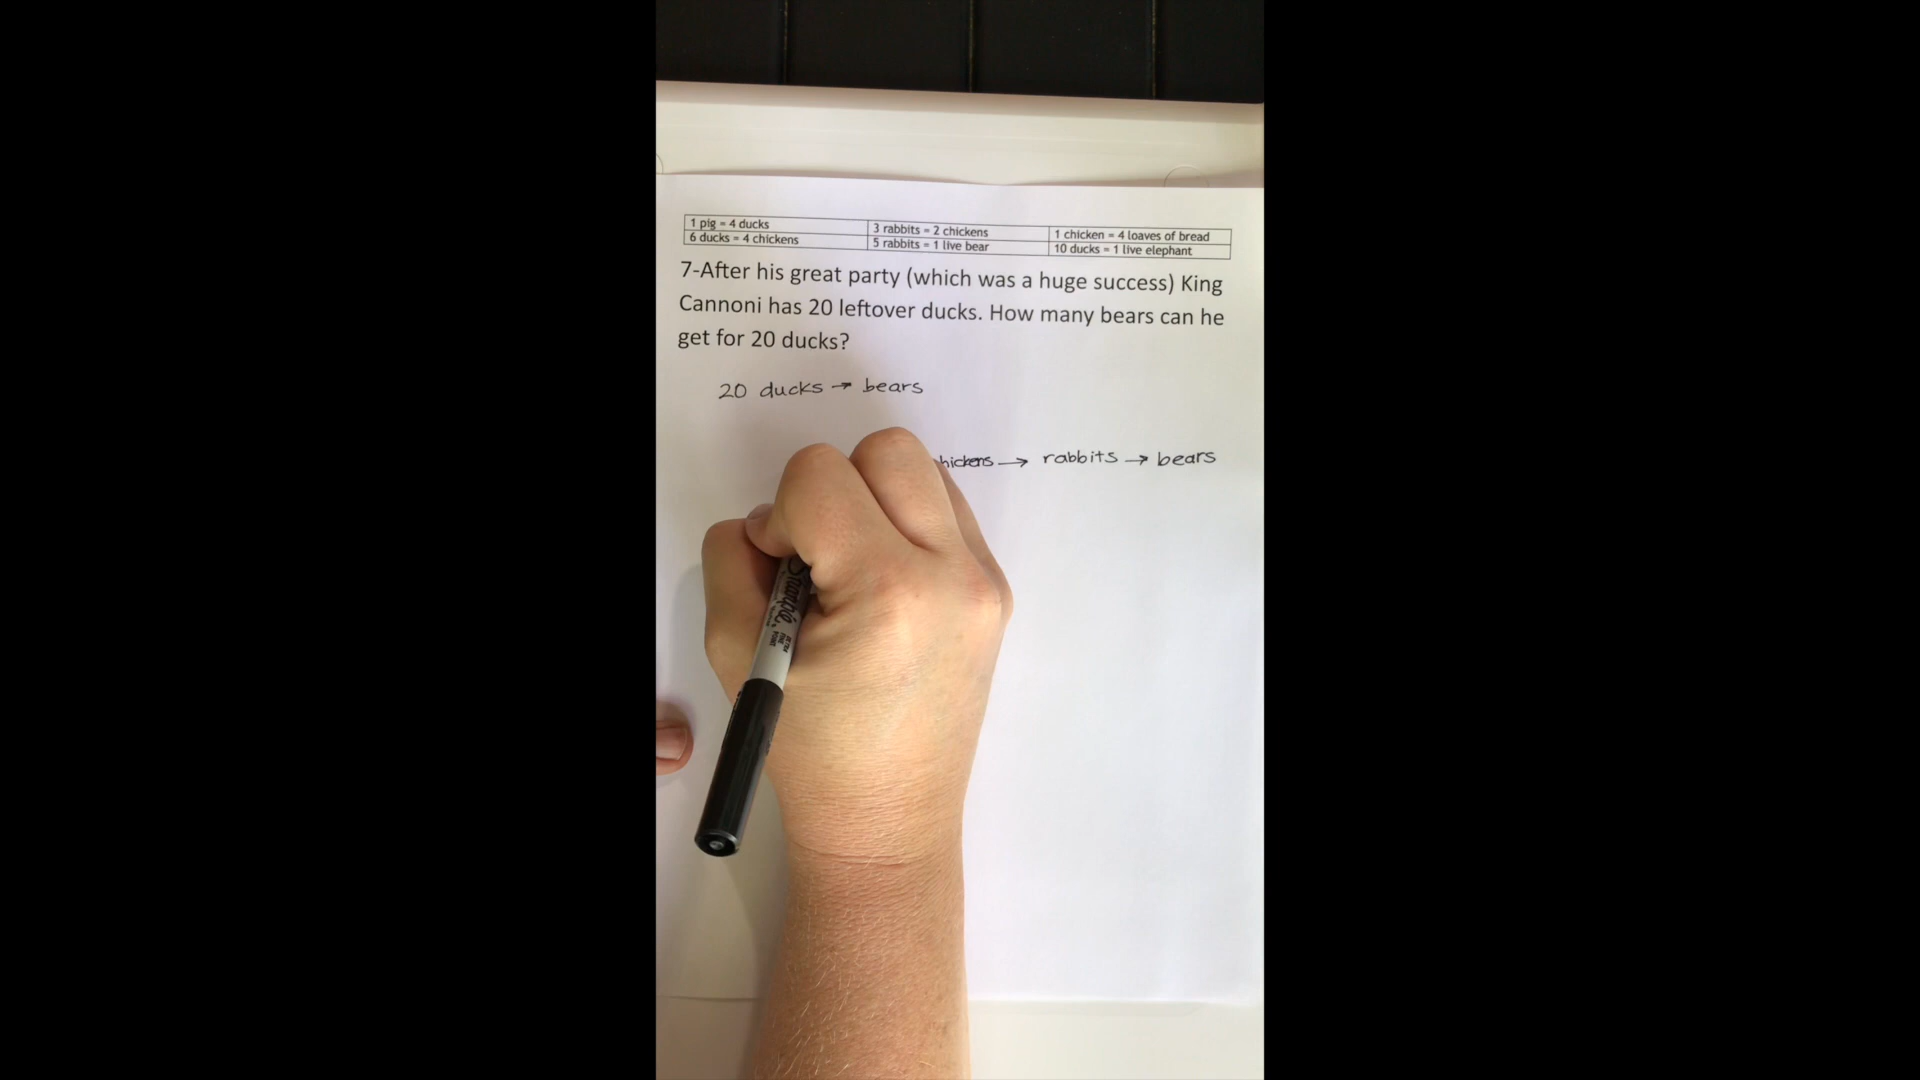 1 pig = 4 ducks 3 rabbits = 2 chickens 1 chicken = 4 loaves of bread
6 ducks = 4 chickens 5 rabbits = 1 live bear 10 ducks = 1 live elephant
7-After his great party (which was a huge success) King
Cannoni has 20 leftover ducks. How many bears can he
get for 20 ducks?
20 ducks → bears
hickens → rabbits → bears
Sharpie